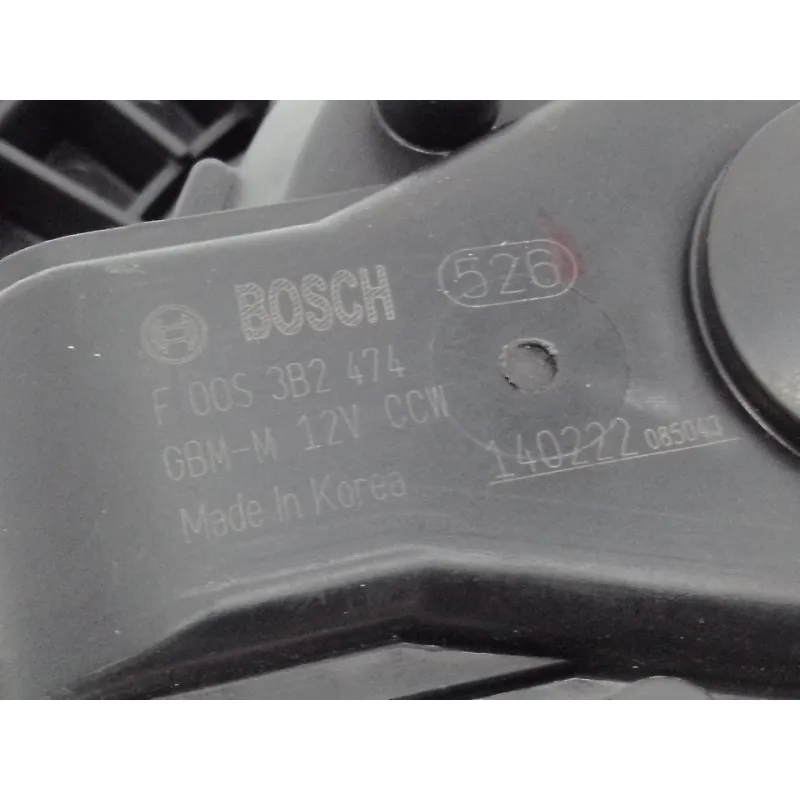 BOSCH 526
F 00S 3B2 474
GBM-M 12V CCW
140222 085043
Made In Korea